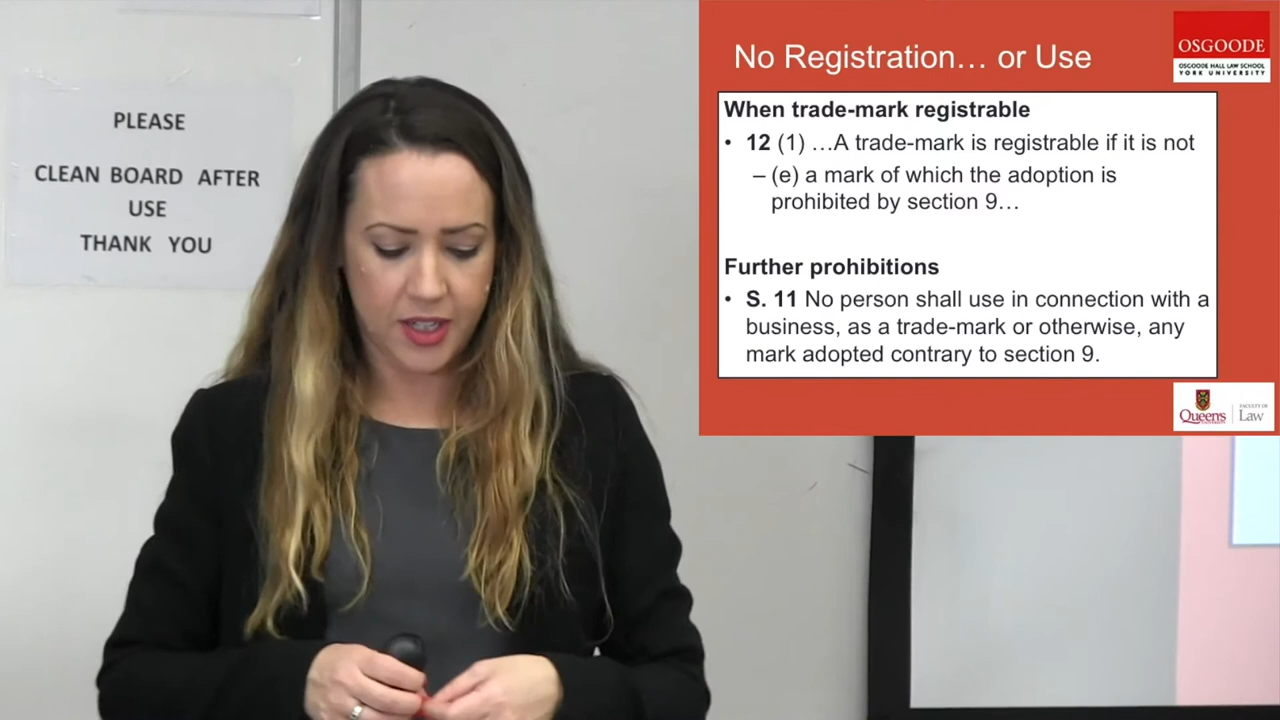 PLEASE
CLEAN BOARD AFTER
USE
THANK YOU
No Registration… or Use
OSGOODE
OSGOODE HALL LAW SCHOOL
YORK UNIVERSITY
When trade-mark registrable
• 12 (1) …A trade-mark is registrable if it is not
– (e) a mark of which the adoption is
prohibited by section 9…
Further prohibitions
• S. 11 No person shall use in connection with a
business, as a trade-mark or otherwise, any
mark adopted contrary to section 9.
Queen's
UNIVERSITY
FACULTY OF
Law